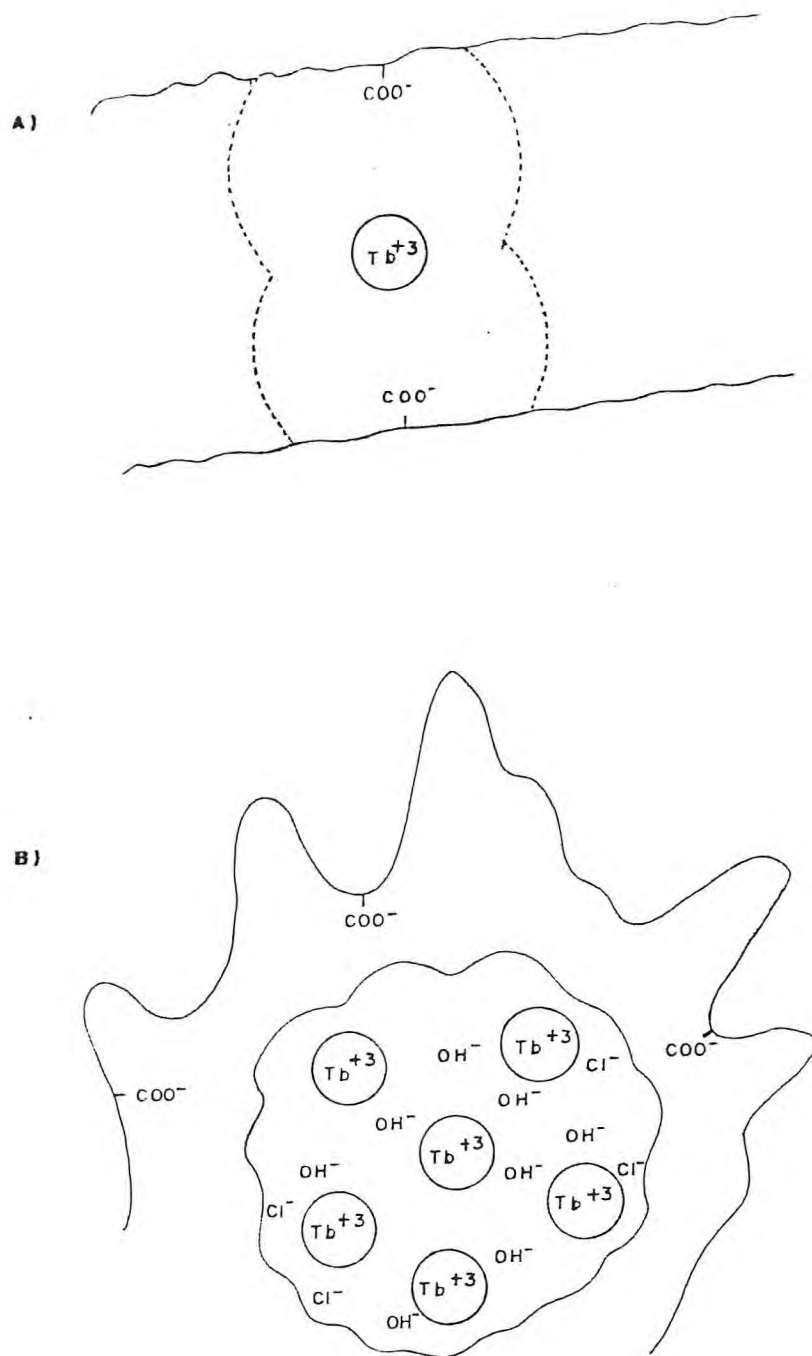 A)
COO⁻
Tb⁺³
COO⁻
B)
COO⁻
COO⁻
Tb⁺³ OH⁻ Tb⁺³ Cl⁻
COO⁻
OH⁻
OH⁻ Tb⁺³ OH⁻
OH⁻ OH⁻ Cl⁻
Cl⁻ Tb⁺³ Tb⁺³
OH⁻
Cl⁻ Tb⁺³
OH⁻